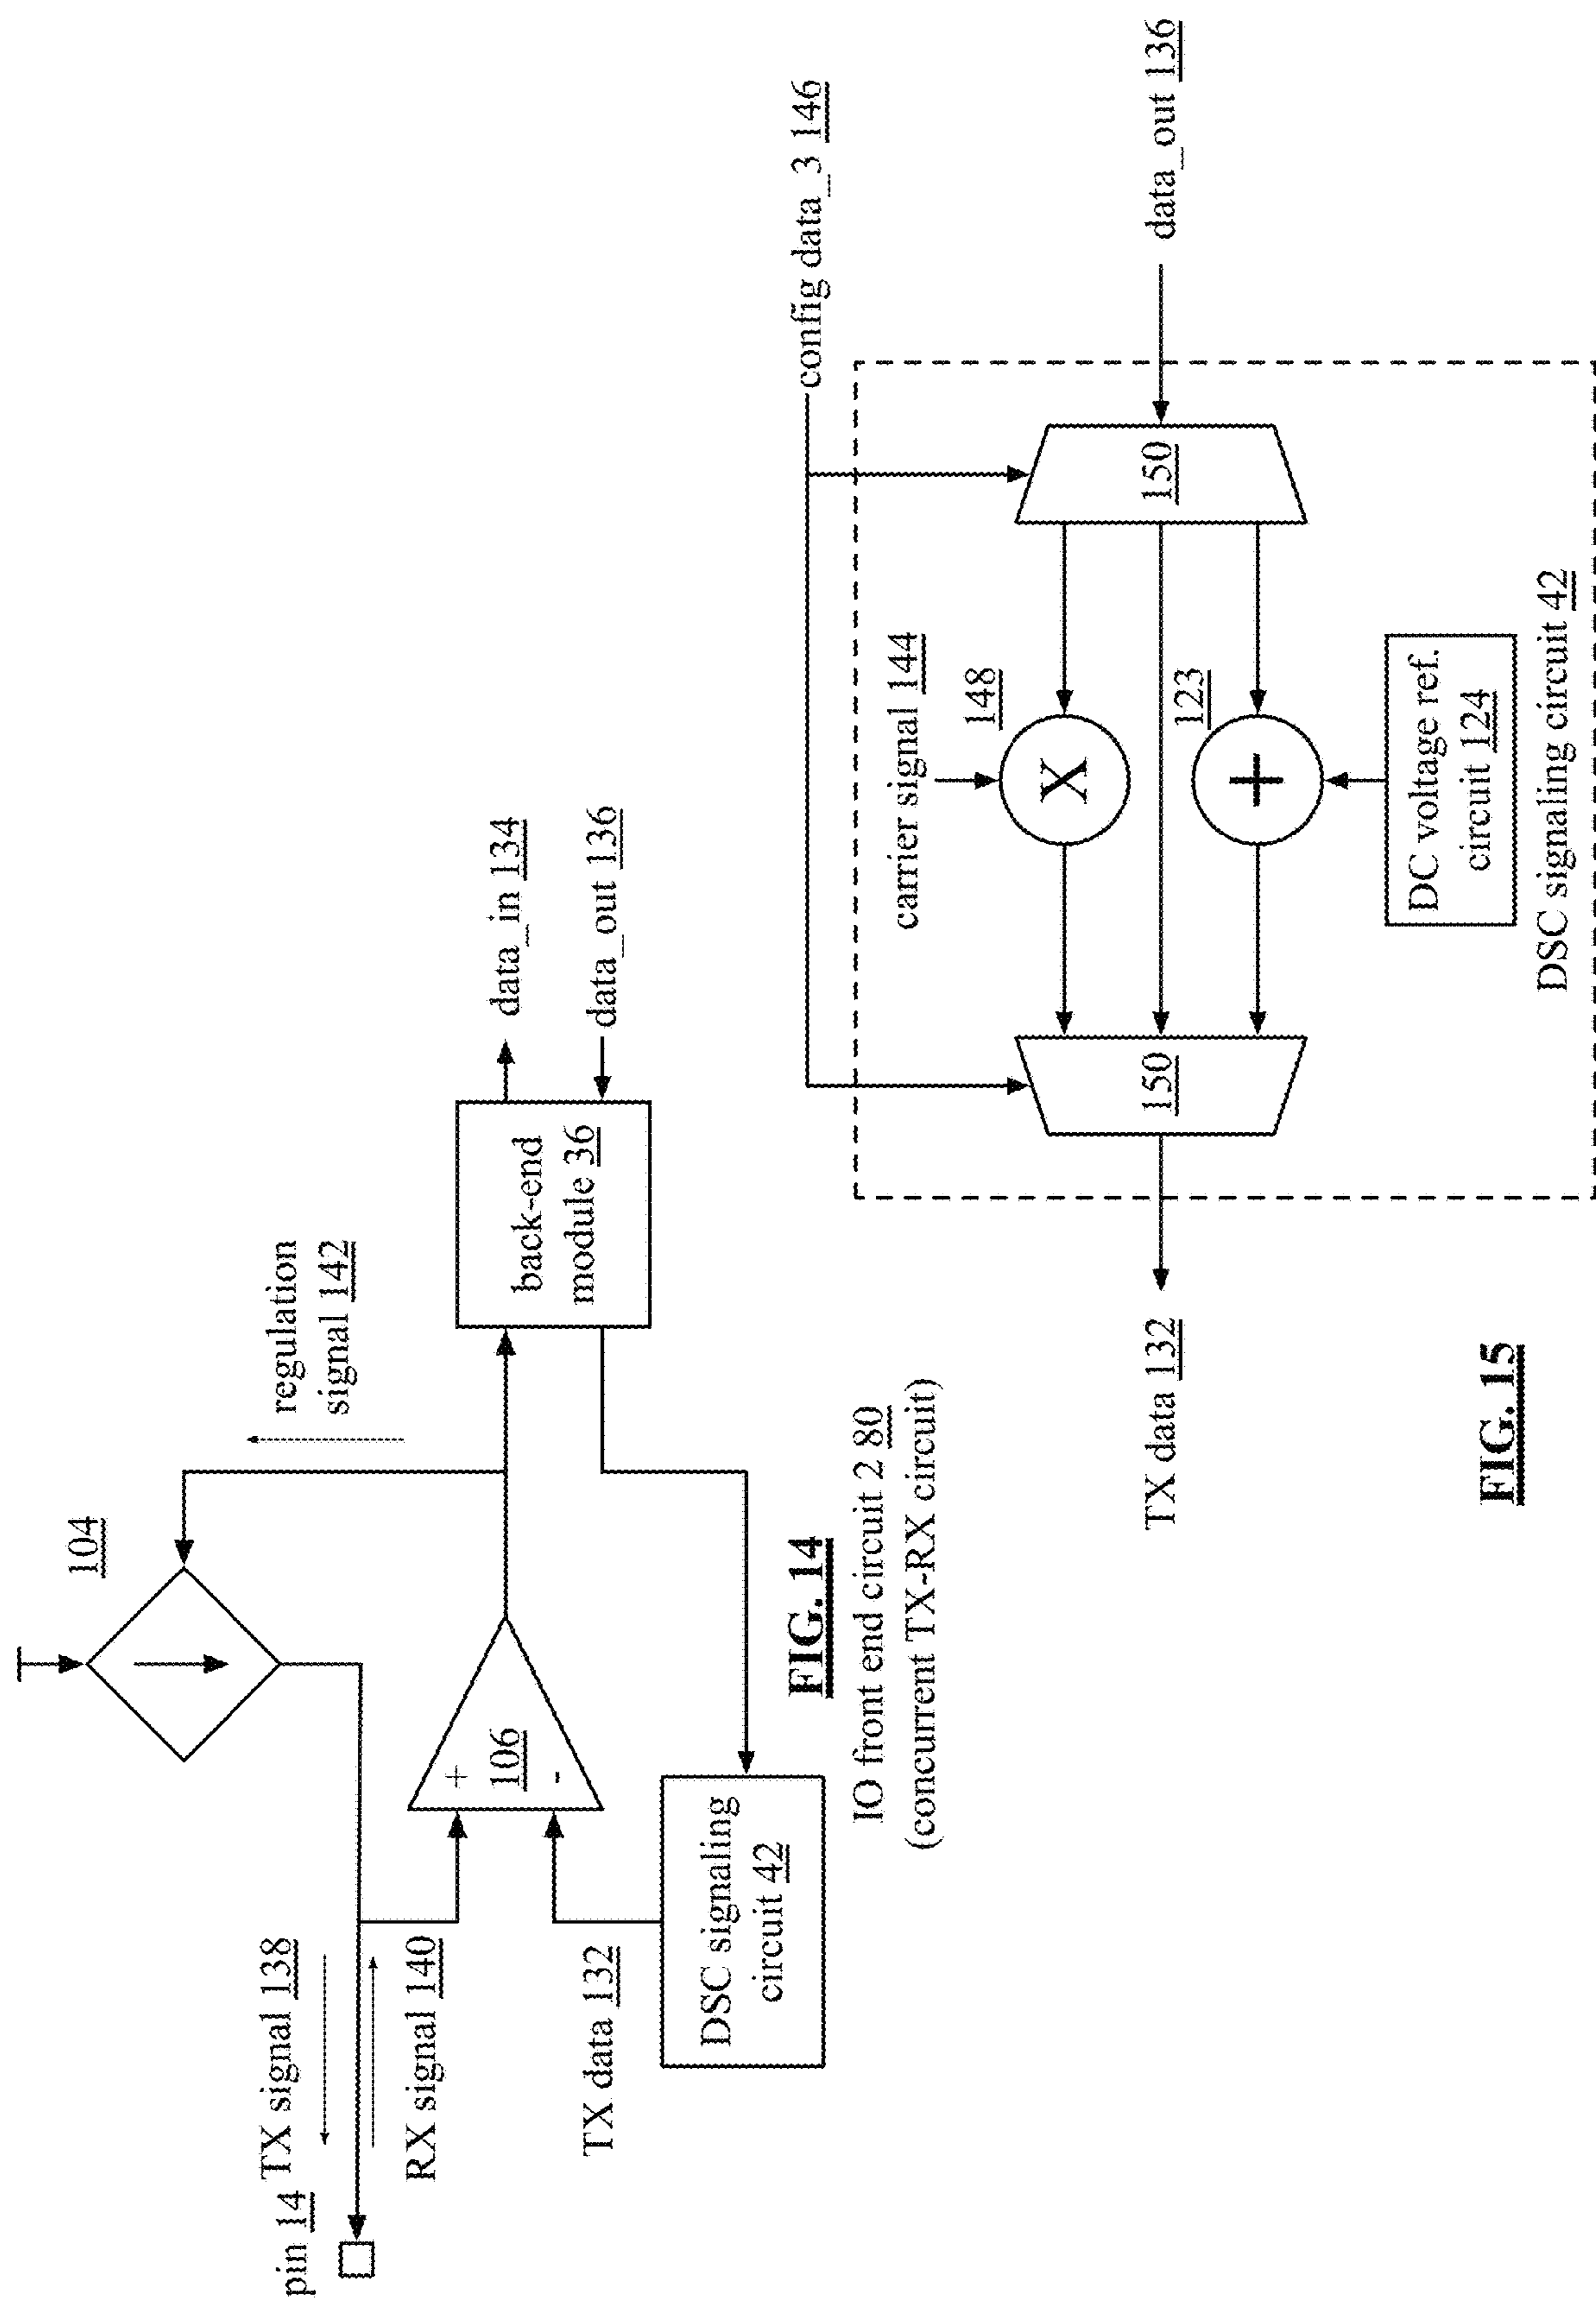 104
regulation
signal 142
pin 14
TX signal 138
RX signal 140
+
106
-
back-end
module 36
data_in 134
data_out 136
TX data 132
DSC signaling
circuit 42
FIG. 14
IO front end circuit 2 80
(concurrent TX-RX circuit)
config data_3 146
carrier signal 144
148
X
150
150
data_out 136
TX data 132
123
+
DC voltage ref.
circuit 124
DSC signaling circuit 42
FIG. 15